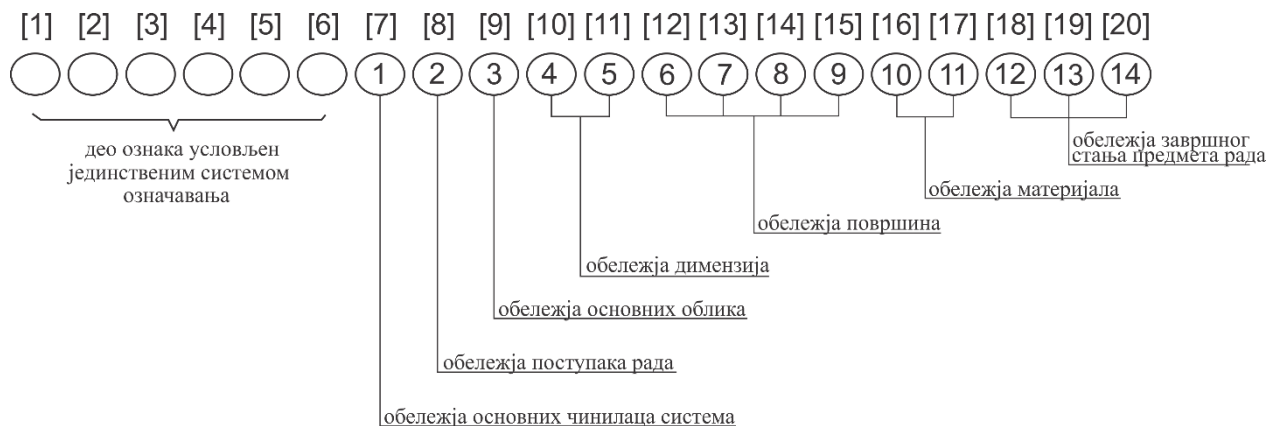 [1] [2] [3] [4] [5] [6] [7] [8] [9] [10] [11] [12] [13] [14] [15] [16] [17] [18] [19] [20]
1 2 3 4 5 6 7 8 9 10 11 12 13 14
део ознака условљен
јединственим системом
означавања
обележја завршног
стања предмета рада
обележја материјала
обележја површина
обележја димензија
обележја основних облика
обележја поступака рада
обележја основних чинилаца система